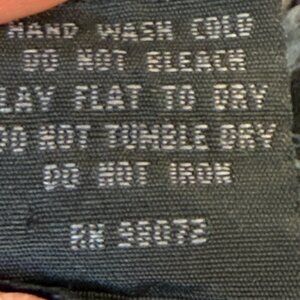 HAND WASH COLD
DO NOT BLEACH
LAY FLAT TO DRY
DO NOT TUMBLE DRY
DO NOT IRON
RN